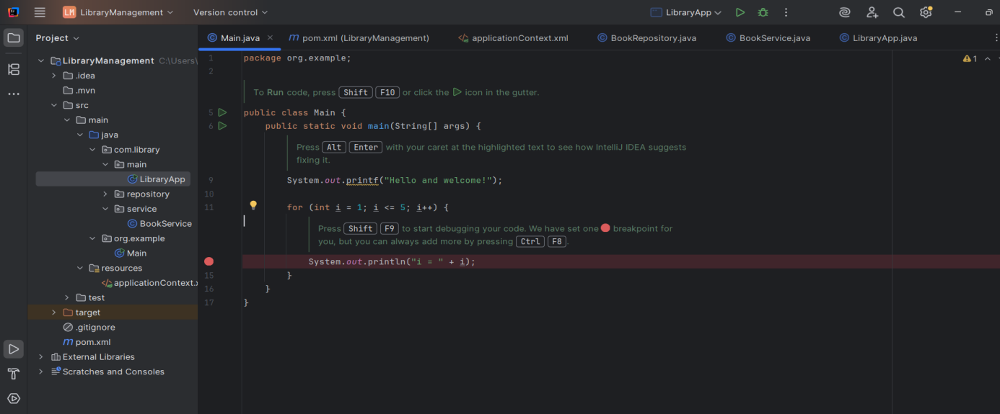 LM LibraryManagement Version control LibraryApp
Project
Main.java pom.xml (LibraryManagement) applicationContext.xml BookRepository.java BookService.java LibraryApp.java
LibraryManagement C:\Users\
.idea
.mvn
src
main
java
com.library
main
LibraryApp
repository
service
BookService
org.example
Main
resources
applicationContext.x
test
target
.gitignore
pom.xml
External Libraries
Scratches and Consoles
1 package org.example;
2
To Run code, press Shift F10 or click the icon in the gutter.
5 public class Main {
6 public static void main(String[] args) {
Press Alt Enter with your caret at the highlighted text to see how IntelliJ IDEA suggests
fixing it.
9 System.out.printf("Hello and welcome!");
10
11 for (int i = 1; i <= 5; i++) {
Press Shift F9 to start debugging your code. We have set one breakpoint for
you, but you can always add more by pressing Ctrl F8.
System.out.println("i = " + i);
15 }
16 }
17 }
1